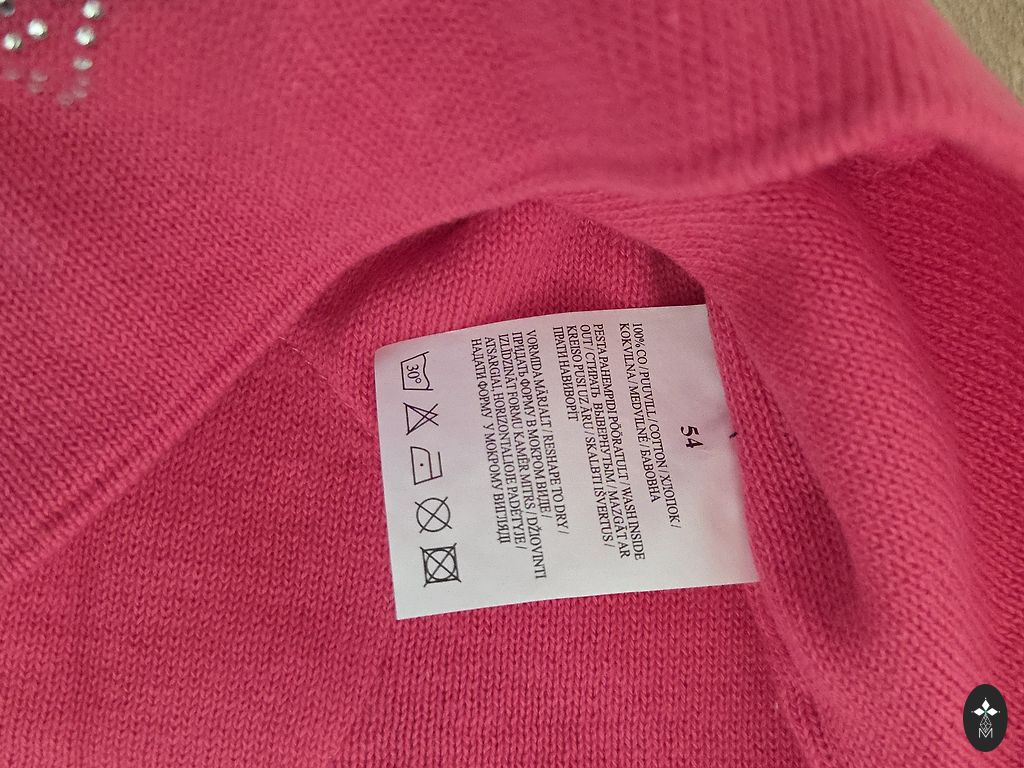 54
100% CO / PUUVILL / COTTON / ХЛОПОК /
KOKVILNA / MEDVILNĖ / БАВОВНА
PESTA PAHEMPIDI PÖÖRATULT / WASH INSIDE
OUT / СТИРАТЬ ВЫВЕРНУТЫМ / MAZGĀT AR
KREISO PUSI UZ ĀRU / SKALBTI IŠVERTUS /
ПРАТИ НАВИВОРІТ
VORMIDA MÄRJALT / RESHAPE TO DRY /
ПРИДАТЬ ФОРМУ В МОКРОМ ВИДЕ /
IZLĪDZINĀT FORMU KAMĒR MITRS / DŽIOVINTI
ATSARGIAI, HORIZONTALIOJE PADĖTYJE /
НАДАТИ ФОРМУ У МОКРОМУ ВИГЛЯДІ
30°
M